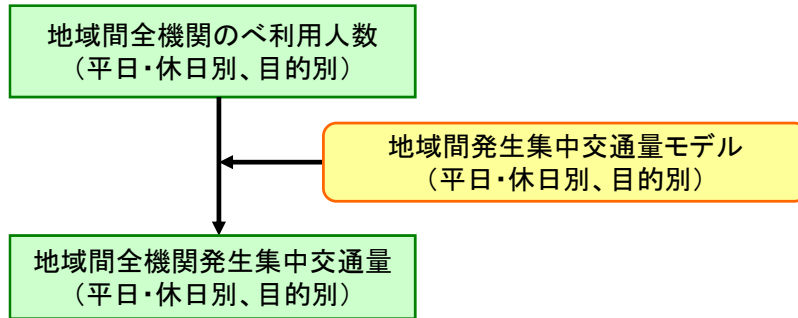 地域間全機関のべ利用人数
（平日・休日別、目的別）
地域間発生集中交通量モデル
（平日・休日別、目的別）
地域間全機関発生集中交通量
（平日・休日別、目的別）